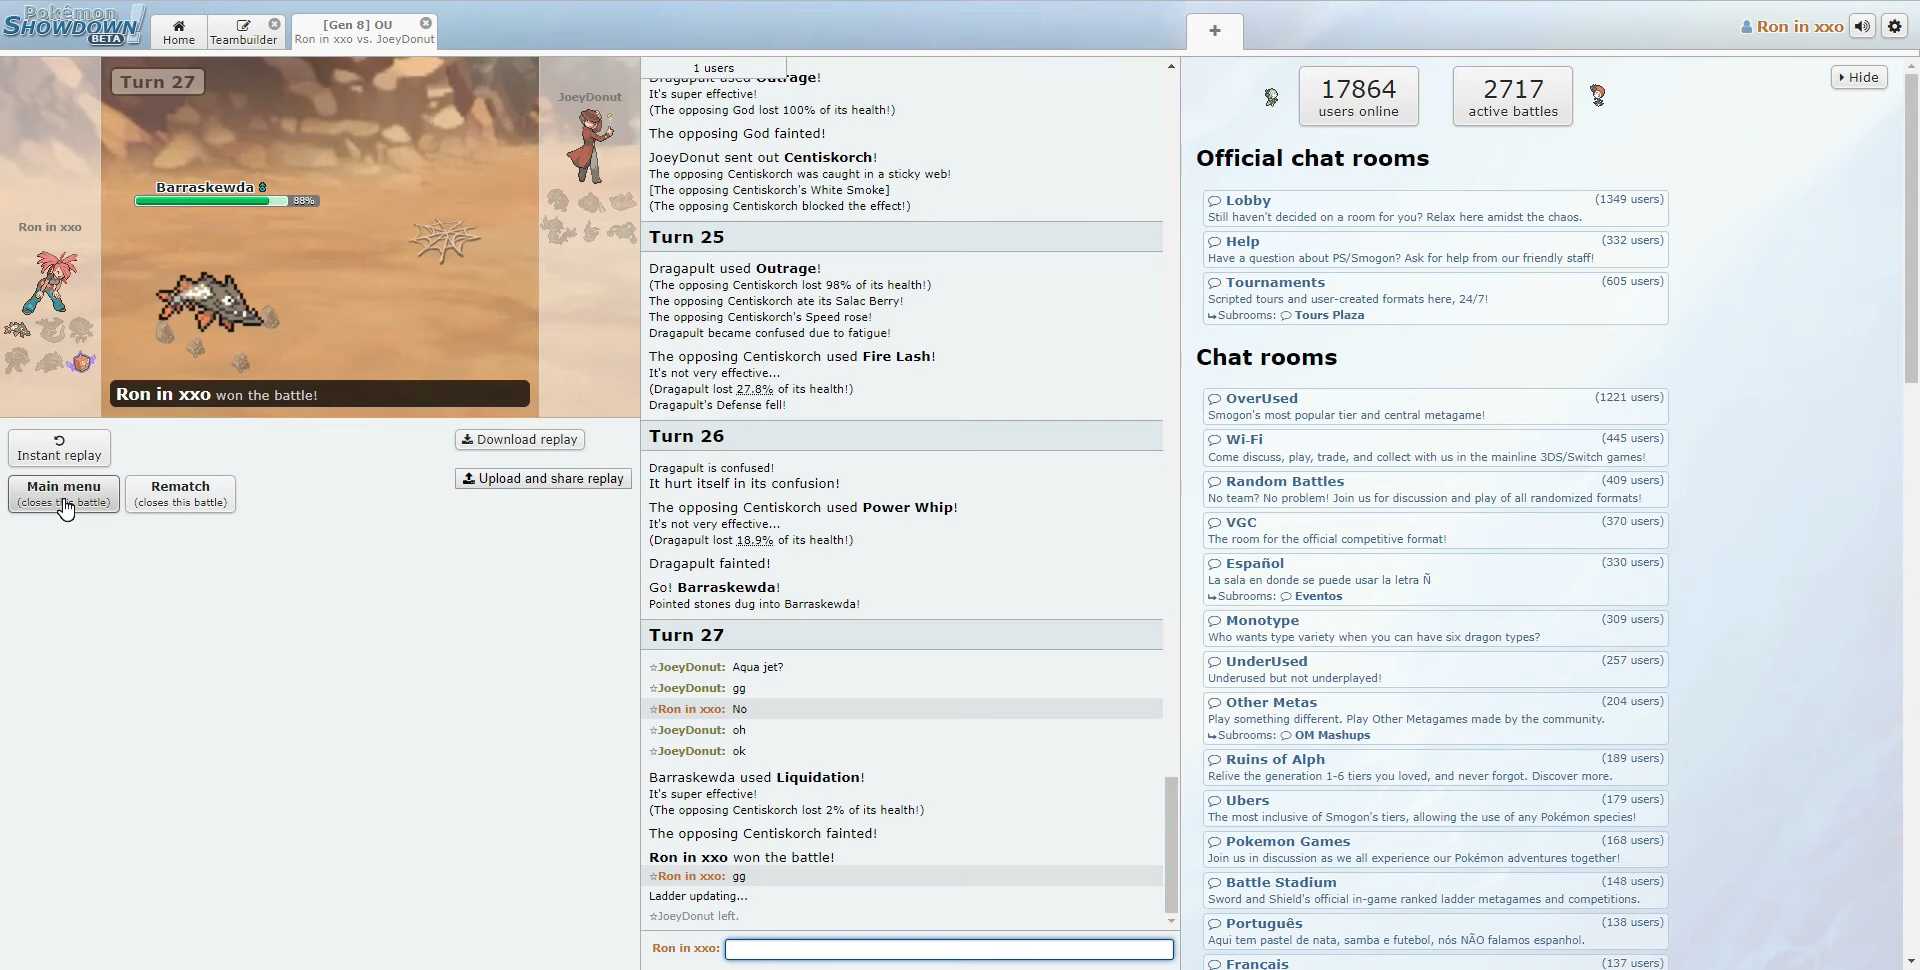 Pokémon
SHOWDOWN!
BETA
Home
Teambuilder
[Gen 8] OU
Ron in xxo vs. JoeyDonut
+
Ron in xxo
Turn 27
JoeyDonut
Barraskewda
88%
Ron in xxo
Ron in xxo won the battle!
Instant replay
Download replay
Upload and share replay
Main menu
(closes this battle)
Rematch
(closes this battle)
1 users
Dragapult used Outrage!
It's super effective!
(The opposing God lost 100% of its health!)
The opposing God fainted!
JoeyDonut sent out Centiskorch!
The opposing Centiskorch was caught in a sticky web!
[The opposing Centiskorch's White Smoke]
(The opposing Centiskorch blocked the effect!)
Turn 25
Dragapult used Outrage!
(The opposing Centiskorch lost 98% of its health!)
The opposing Centiskorch ate its Salac Berry!
The opposing Centiskorch's Speed rose!
Dragapult became confused due to fatigue!
The opposing Centiskorch used Fire Lash!
It's not very effective...
(Dragapult lost 27.8% of its health!)
Dragapult's Defense fell!
Turn 26
Dragapult is confused!
It hurt itself in its confusion!
The opposing Centiskorch used Power Whip!
It's not very effective...
(Dragapult lost 18.9% of its health!)
Dragapult fainted!
Go! Barraskewda!
Pointed stones dug into Barraskewda!
Turn 27
☆JoeyDonut: Aqua jet?
☆JoeyDonut: gg
☆Ron in xxo: No
☆JoeyDonut: oh
☆JoeyDonut: ok
Barraskewda used Liquidation!
It's super effective!
(The opposing Centiskorch lost 2% of its health!)
The opposing Centiskorch fainted!
Ron in xxo won the battle!
☆Ron in xxo: gg
Ladder updating...
☆JoeyDonut left.
Ron in xxo:
Hide
17864
users online
2717
active battles
Official chat rooms
Lobby (1349 users)
Still haven't decided on a room for you? Relax here amidst the chaos.
Help (332 users)
Have a question about PS/Smogon? Ask for help from our friendly staff!
Tournaments (605 users)
Scripted tours and user-created formats here, 24/7!
↳Subrooms: Tours Plaza
Chat rooms
OverUsed (1221 users)
Smogon's most popular tier and central metagame!
Wi-Fi (445 users)
Come discuss, play, trade, and collect with us in the mainline 3DS/Switch games!
Random Battles (409 users)
No team? No problem! Join us for discussion and play of all randomized formats!
VGC (370 users)
The room for the official competitive format!
Español (330 users)
La sala en donde se puede usar la letra Ñ
↳Subrooms: Eventos
Monotype (309 users)
Who wants type variety when you can have six dragon types?
UnderUsed (257 users)
Underused but not underplayed!
Other Metas (204 users)
Play something different. Play Other Metagames made by the community.
↳Subrooms: OM Mashups
Ruins of Alph (189 users)
Relive the generation 1-6 tiers you loved, and never forgot. Discover more.
Ubers (179 users)
The most inclusive of Smogon's tiers, allowing the use of any Pokémon species!
Pokemon Games (168 users)
Join us in discussion as we all experience our Pokémon adventures together!
Battle Stadium (148 users)
Sword and Shield's official in-game ranked ladder metagames and competitions.
Português (138 users)
Aqui tem pastel de nata, samba e futebol, nós NÃO falamos espanhol.
Français (137 users)